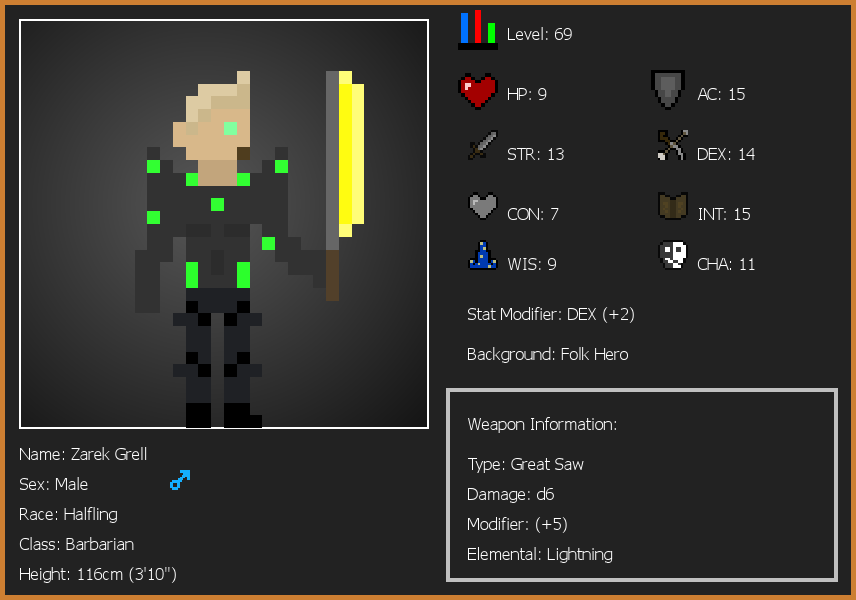 Level: 69
HP: 9
AC: 15
STR: 13
DEX: 14
CON: 7
INT: 15
WIS: 9
CHA: 11
Stat Modifier: DEX (+2)
Background: Folk Hero
Weapon Information:
Type: Great Saw
Damage: d6
Modifier: (+5)
Elemental: Lightning
Name: Zarek Grell
Sex: Male
Race: Halfling
Class: Barbarian
Height: 116cm (3'10")